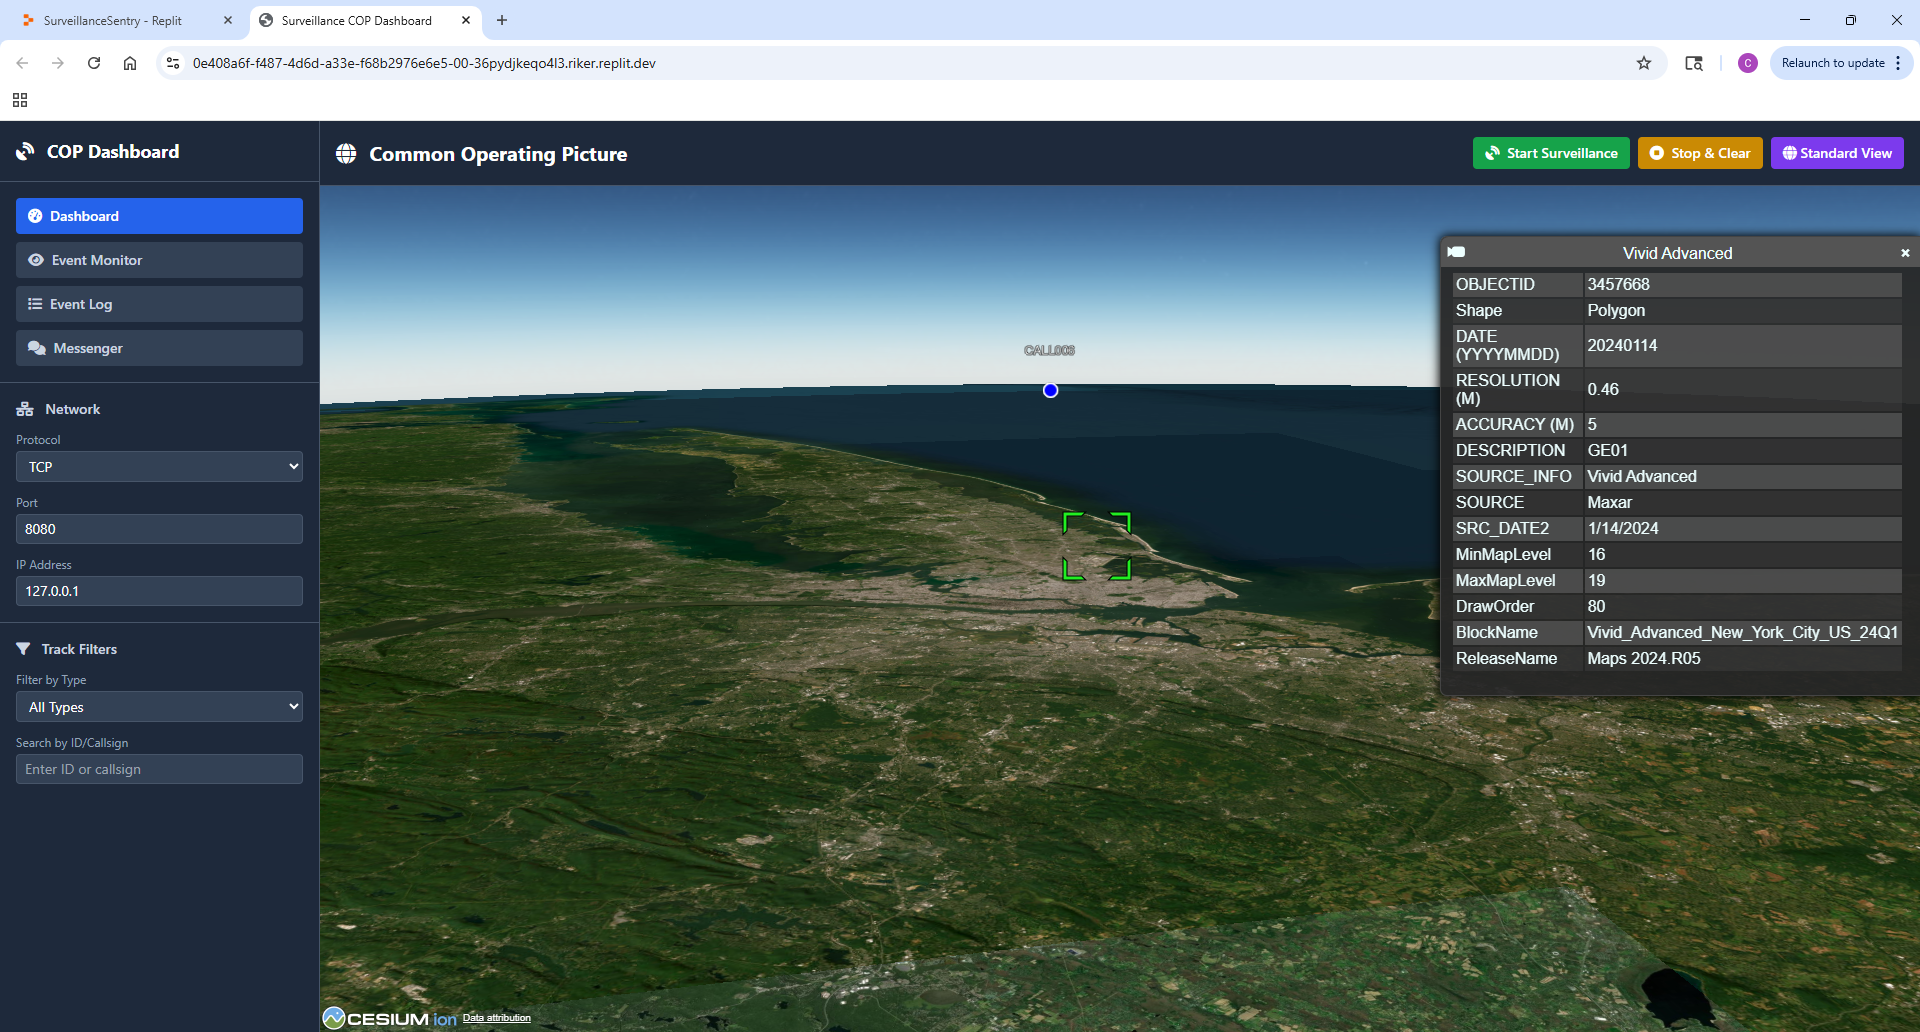 SurveillanceSentry - Replit
Surveillance COP Dashboard
0e408a6f-f487-4d6d-a33e-f68b2976e6e5-00-36pydjkeqo4l3.riker.replit.dev
C
Relaunch to update
COP Dashboard
Common Operating Picture
Start Surveillance
Stop & Clear
Standard View
Dashboard
Event Monitor
Event Log
Messenger
Network
Protocol
TCP
Port
8080
IP Address
127.0.0.1
Track Filters
Filter by Type
All Types
Search by ID/Callsign
Enter ID or callsign
CALL003
Vivid Advanced
OBJECTID 3457668
Shape Polygon
DATE (YYYYMMDD) 20240114
RESOLUTION (M) 0.46
ACCURACY (M) 5
DESCRIPTION GE01
SOURCE_INFO Vivid Advanced
SOURCE Maxar
SRC_DATE2 1/14/2024
MinMapLevel 16
MaxMapLevel 19
DrawOrder 80
BlockName Vivid_Advanced_New_York_City_US_24Q1
ReleaseName Maps 2024.R05
CESIUM ion Data attribution